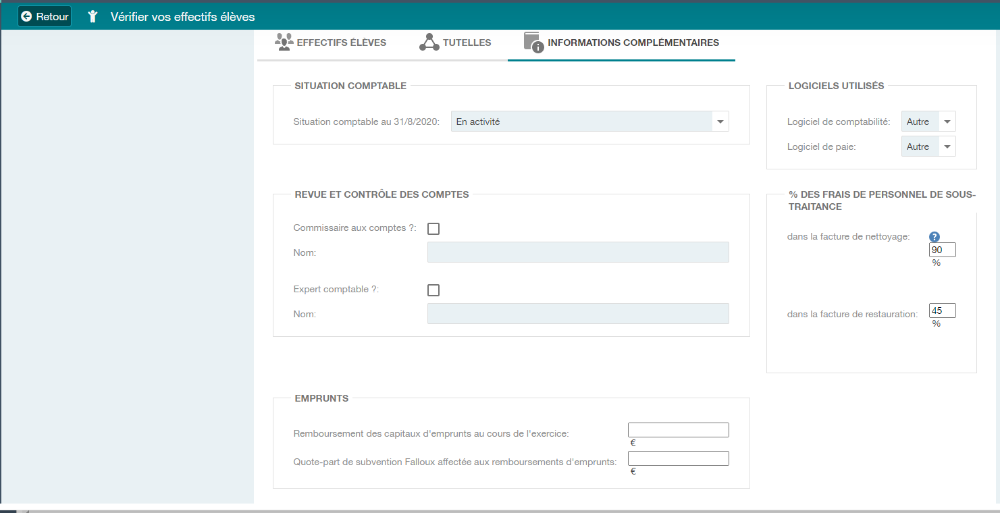 Retour
Vérifier vos effectifs élèves
EFFECTIFS ÉLÈVES
TUTELLES
INFORMATIONS COMPLÉMENTAIRES
SITUATION COMPTABLE
Situation comptable au 31/8/2020:
En activité
LOGICIELS UTILISÉS
Logiciel de comptabilité:
Autre
Logiciel de paie:
Autre
REVUE ET CONTRÔLE DES COMPTES
Commissaire aux comptes ?:
Nom:
Expert comptable ?:
Nom:
% DES FRAIS DE PERSONNEL DE SOUS-
TRAITANCE
dans la facture de nettoyage:
?
90
%
dans la facture de restauration:
45
%
EMPRUNTS
Remboursement des capitaux d'emprunts au cours de l'exercice:
€
Quote-part de subvention Falloux affectée aux remboursements d'emprunts:
€